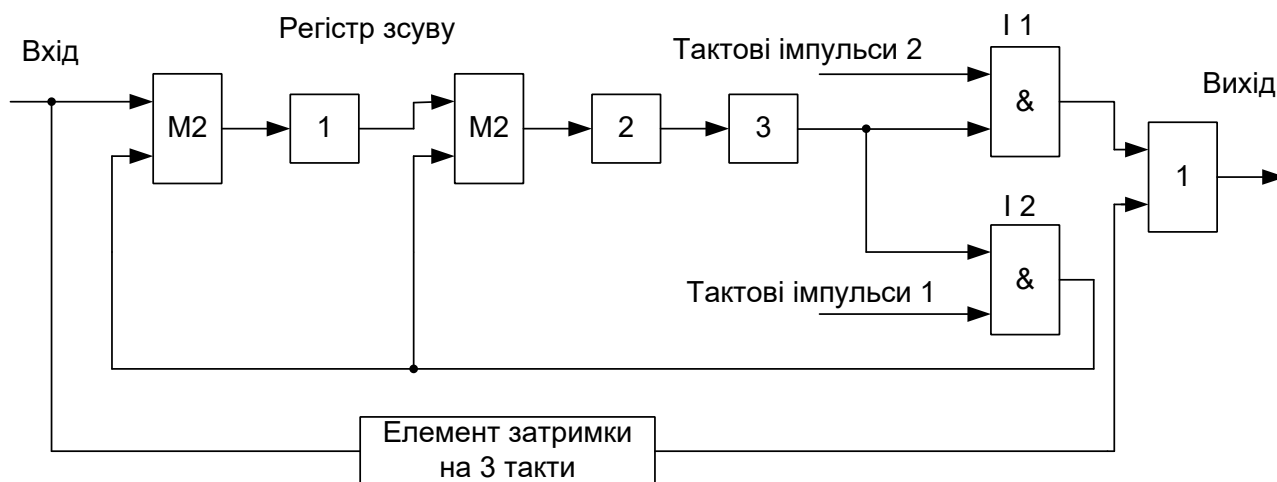 Вхід
Регістр зсуву
Тактові імпульси 2
І 1
Вихід
M2
1
M2
2
3
&
1
І 2
&
Тактові імпульси 1
Елемент затримки
на 3 такти